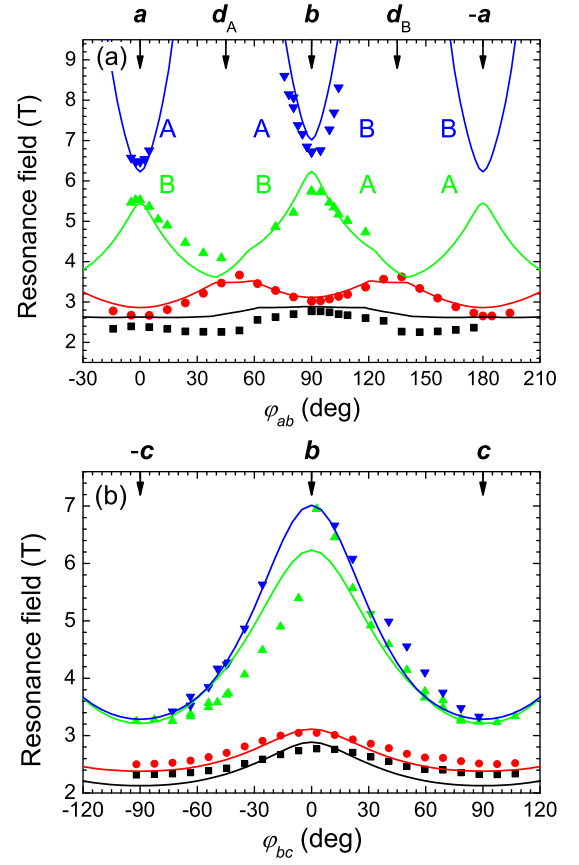 a d_A b d_B -a
(a)
A A B B
B B A A
Resonance field (T)
9
8
7
6
5
4
3
2
-30 0 30 60 90 120 150 180 210
φ_ab (deg)
-c b c
(b)
Resonance field (T)
7
6
5
4
3
2
-120 -90 -60 -30 0 30 60 90 120
φ_bc (deg)